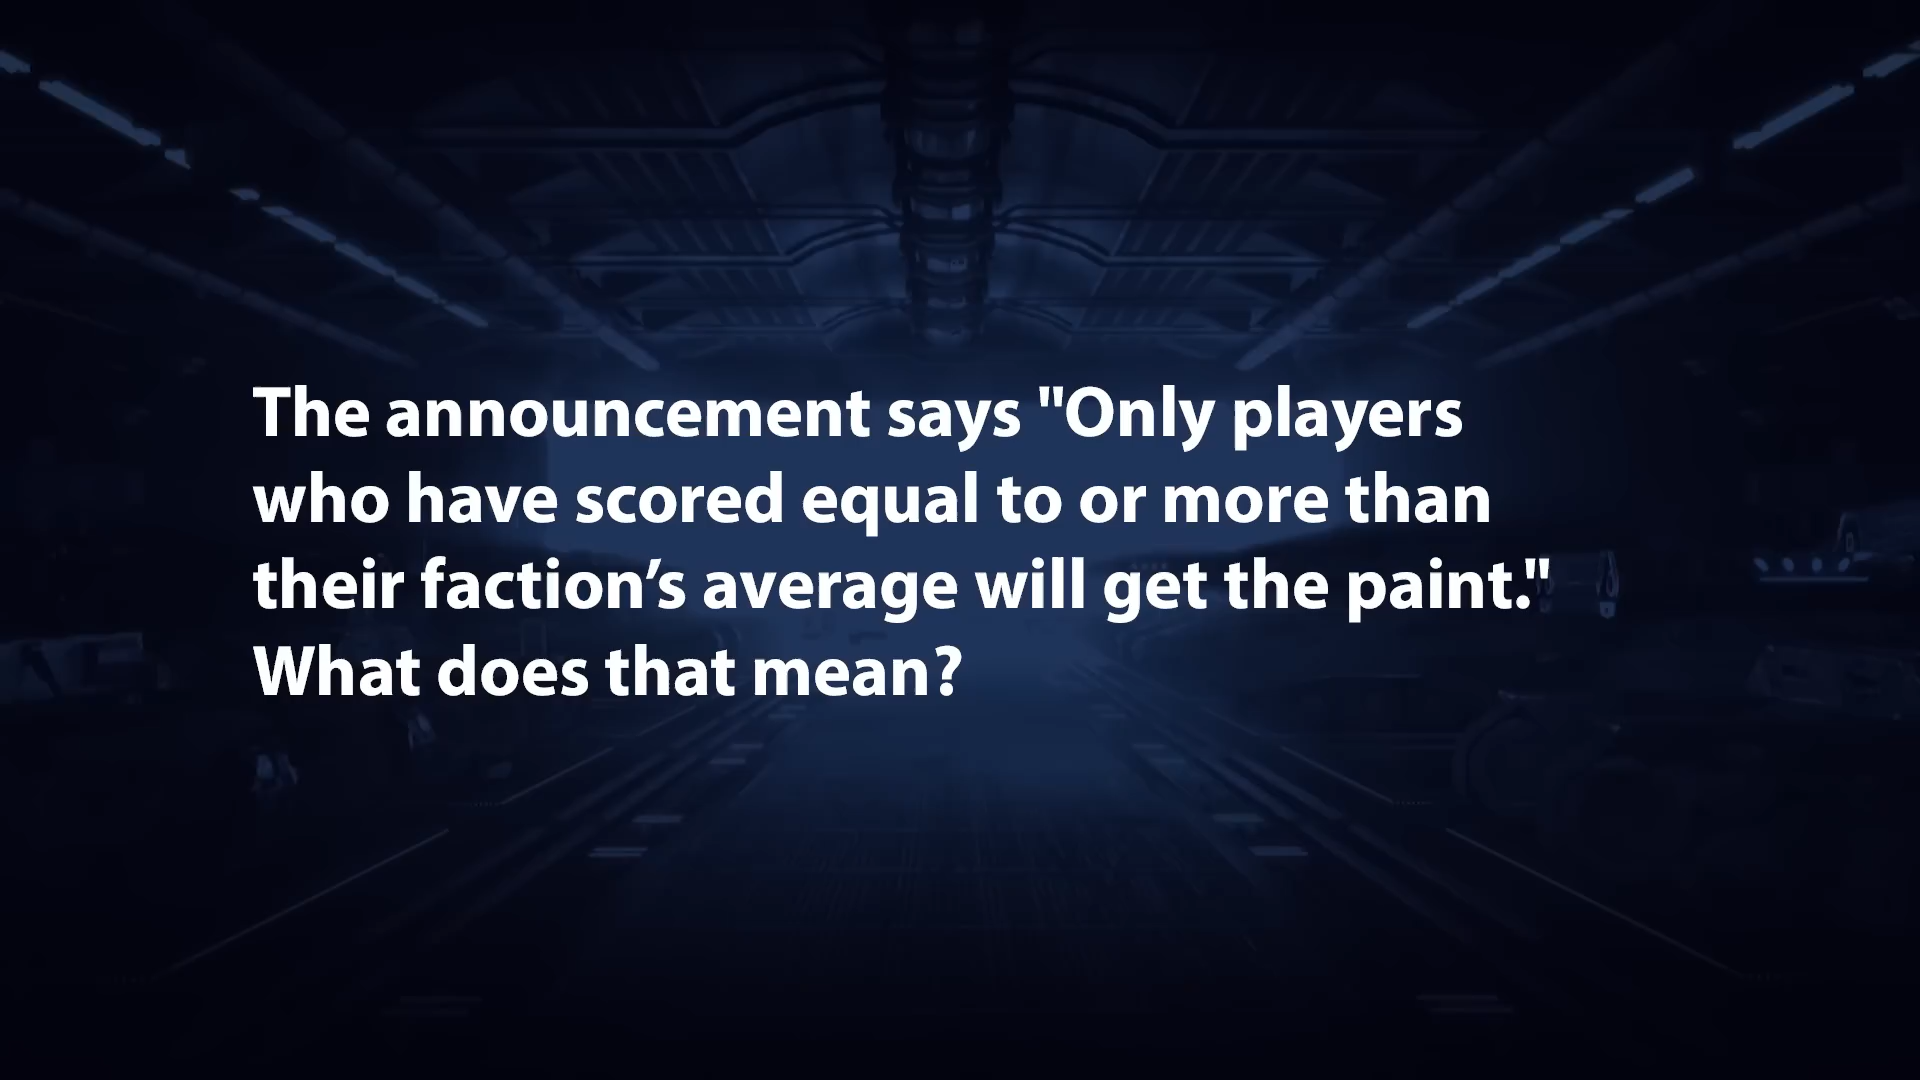 The announcement says "Only players
who have scored equal to or more than
their faction’s average will get the paint."
What does that mean?